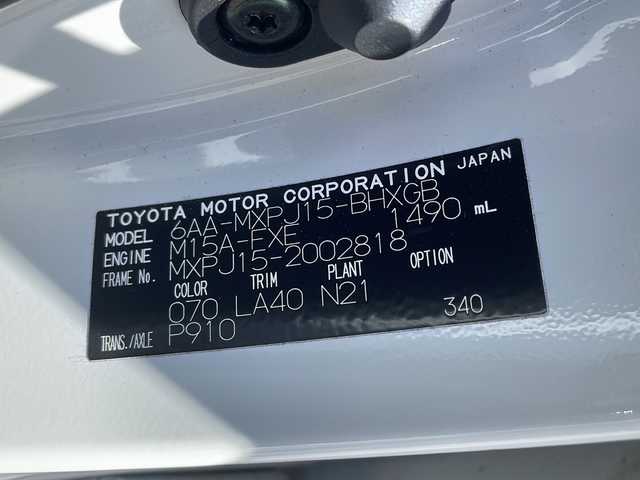 TOYOTA MOTOR CORPORATION JAPAN
MODEL 6AA-MXPJ15-BHXGB
ENGINE M15A-FXE 1490 mL
FRAME No. MXPJ15-2002818
COLOR TRIM PLANT OPTION
070 LA40 N21 340
TRANS./AXLE P910